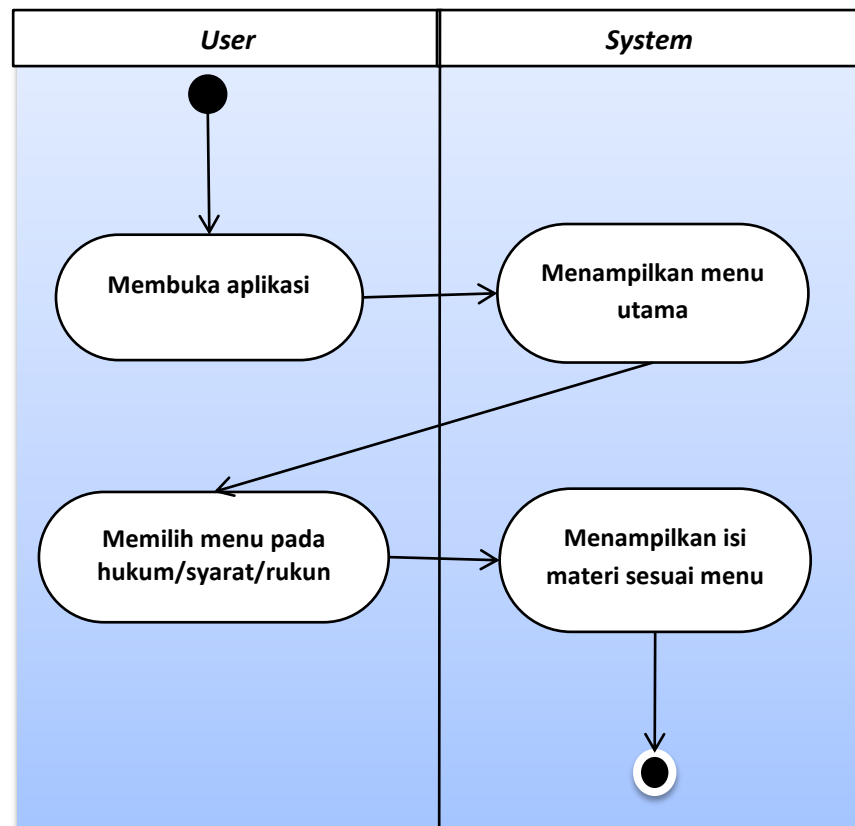 User
System
Membuka aplikasi
Menampilkan menu
utama
Memilih menu pada
hukum/syarat/rukun
Menampilkan isi
materi sesuai menu